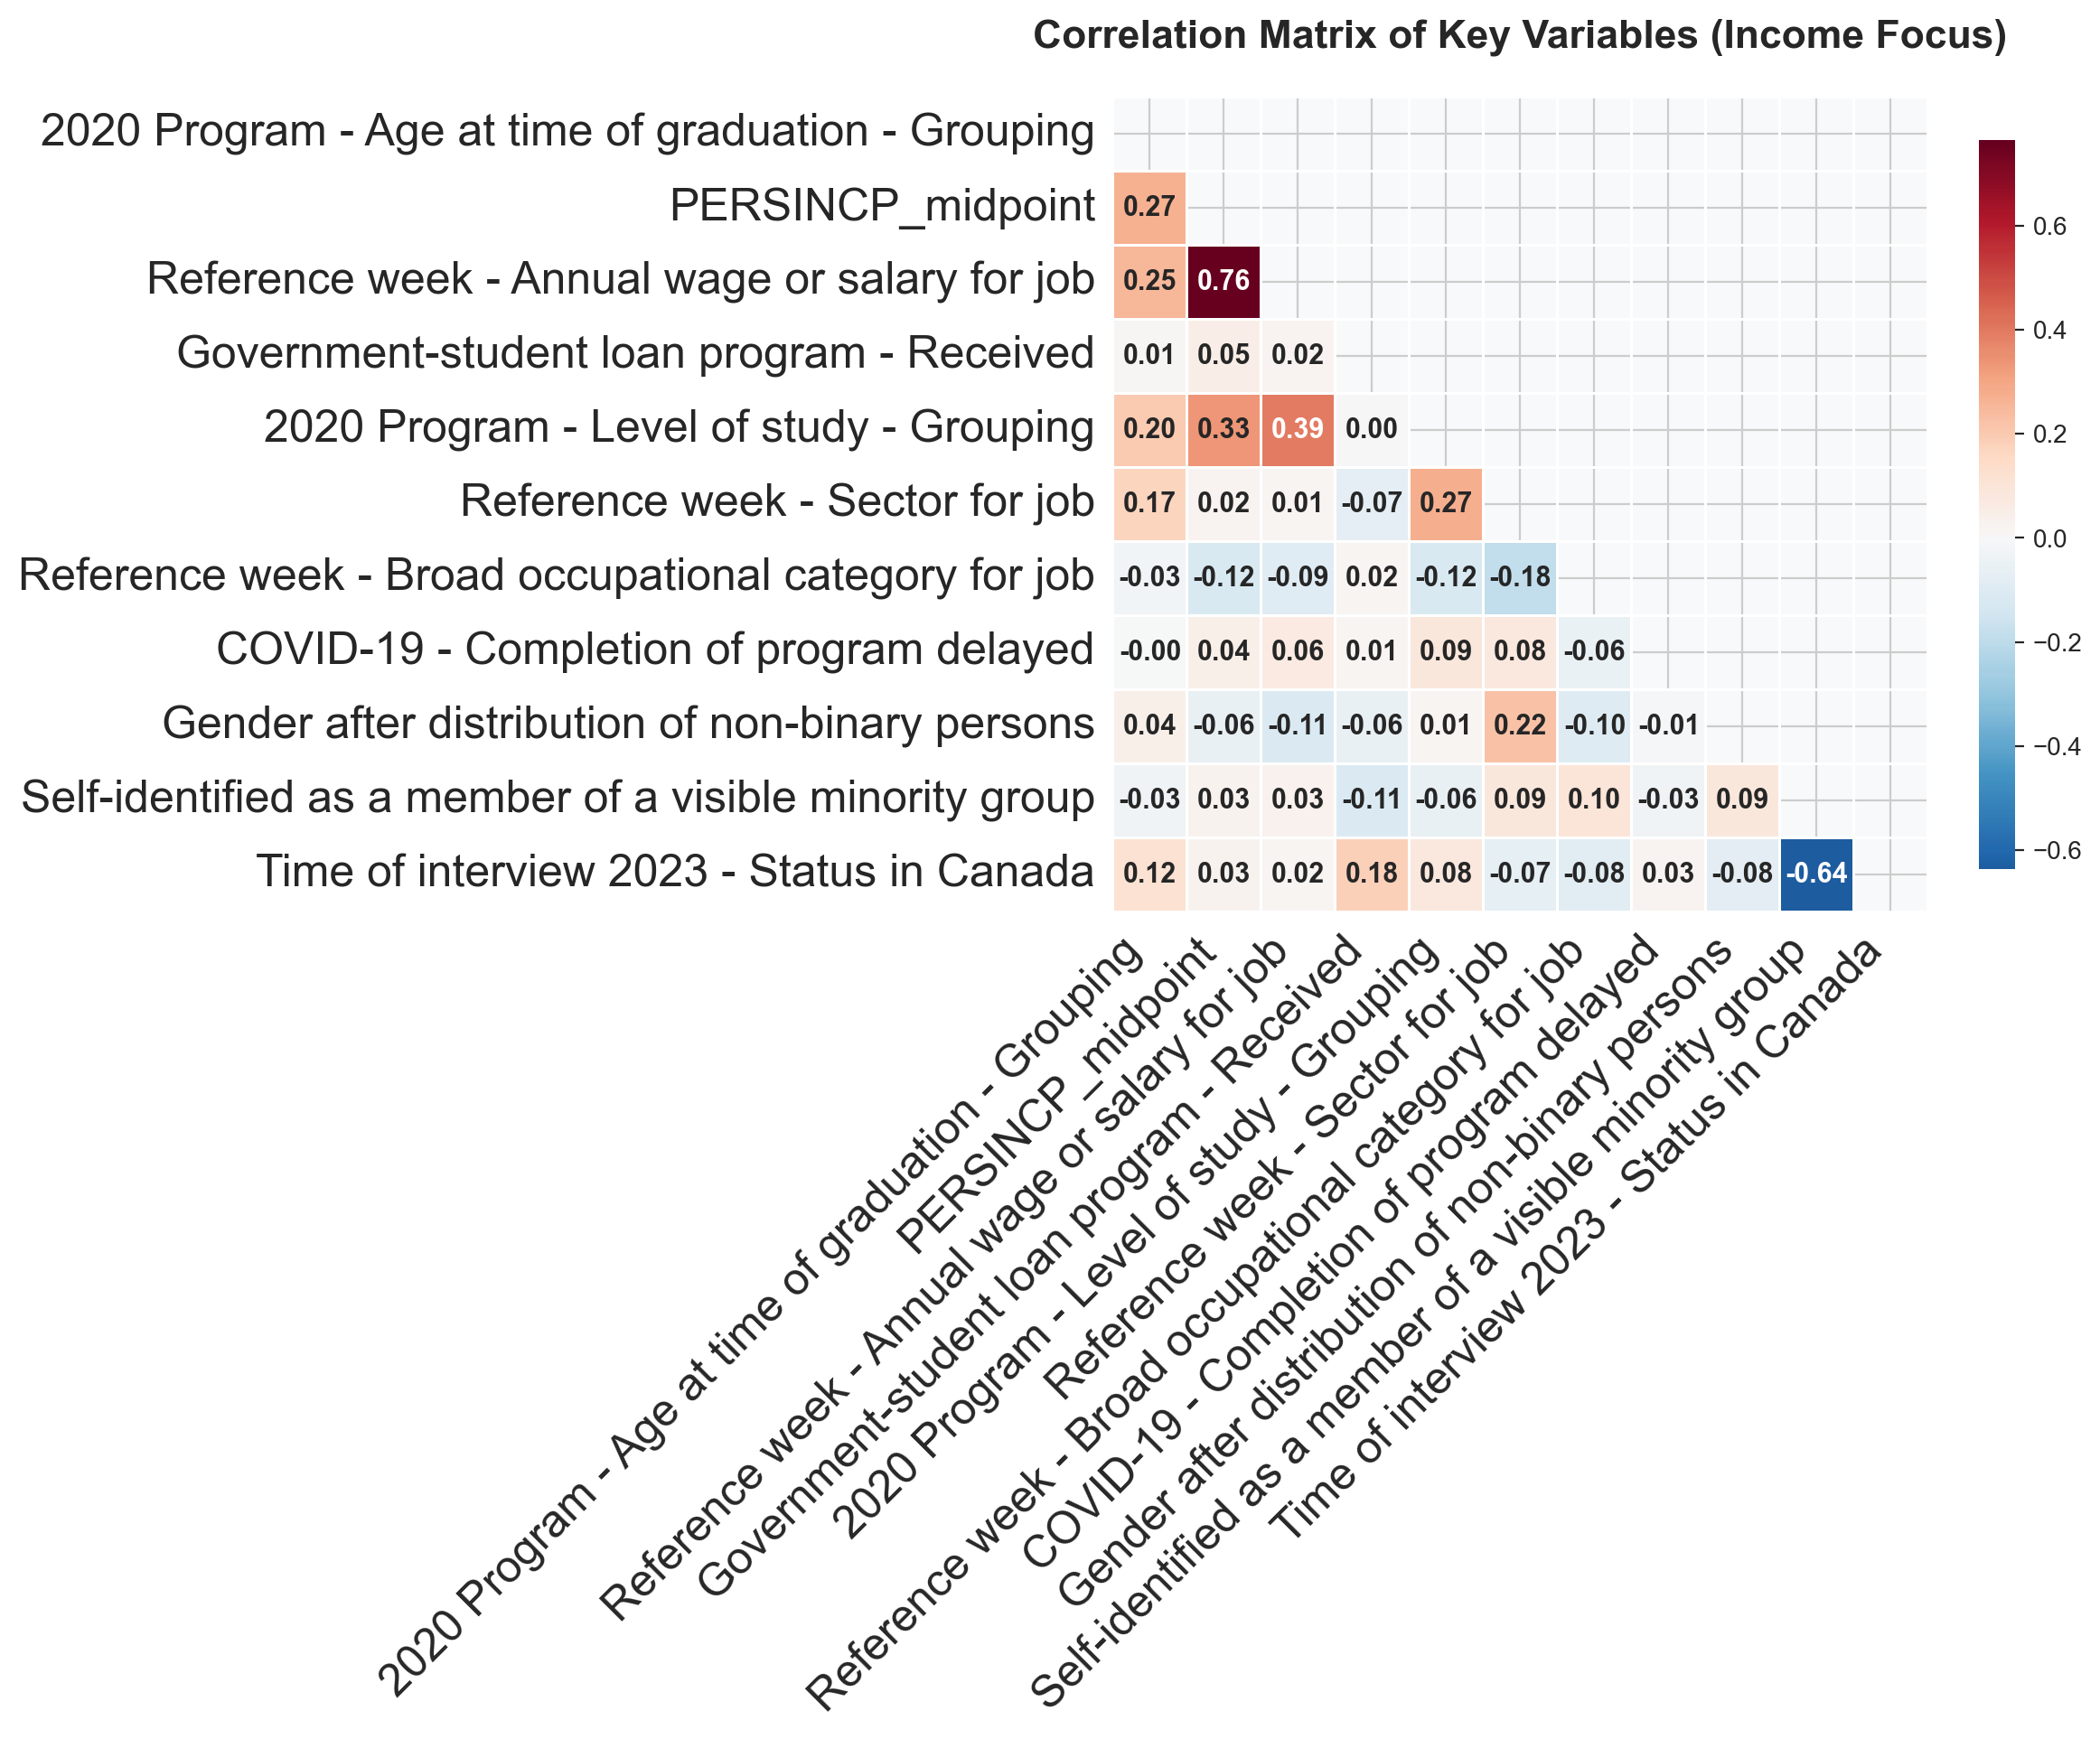 Correlation Matrix of Key Variables (Income Focus)
2020 Program - Age at time of graduation - Grouping
PERSINCP_midpoint 0.27
Reference week - Annual wage or salary for job 0.25 0.76
Government-student loan program - Received 0.01 0.05 0.02
2020 Program - Level of study - Grouping 0.20 0.33 0.39 0.00
Reference week - Sector for job 0.17 0.02 0.01 -0.07 0.27
Reference week - Broad occupational category for job -0.03 -0.12 -0.09 0.02 -0.12 -0.18
COVID-19 - Completion of program delayed -0.00 0.04 0.06 0.01 0.09 0.08 -0.06
Gender after distribution of non-binary persons 0.04 -0.06 -0.11 -0.06 0.01 0.22 -0.10 -0.01
Self-identified as a member of a visible minority group -0.03 0.03 0.03 -0.11 -0.06 0.09 0.10 -0.03 0.09
Time of interview 2023 - Status in Canada 0.12 0.03 0.02 0.18 0.08 -0.07 -0.08 0.03 -0.08 -0.64
2020 Program - Age at time of graduation - Grouping
PERSINCP_midpoint
Reference week - Annual wage or salary for job
Government-student loan program - Received
2020 Program - Level of study - Grouping
Reference week - Sector for job
Reference week - Broad occupational category for job
COVID-19 - Completion of program delayed
Gender after distribution of non-binary persons
Self-identified as a member of a visible minority group
Time of interview 2023 - Status in Canada
0.6
0.4
0.2
0.0
−0.2
−0.4
−0.6